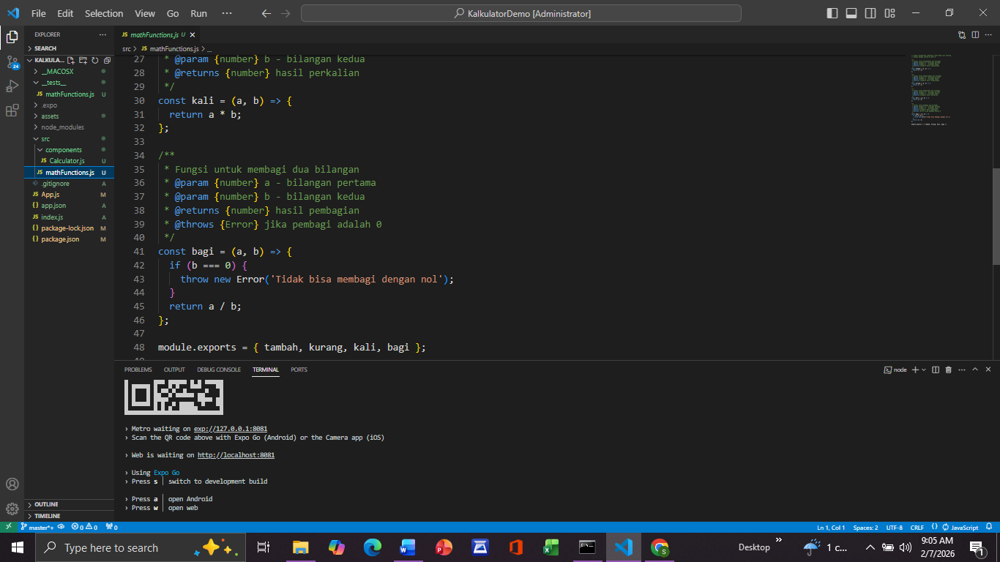 File Edit Selection View Go Run ··· KalkulatorDemo [Administrator]
EXPLORER ···
SEARCH
KALKULA...
__MACOSX
__tests__
JS mathFunctions.js U
.expo
assets
node_modules
src
components
JS Calculator.js U
JS mathFunctions.js U
.gitignore A
JS App.js M
{} app.json A
JS index.js A
{} package-lock.json M
{} package.json M
OUTLINE
TIMELINE
24
JS mathFunctions.js U ×
src > JS mathFunctions.js > ...
27 * @param {number} b - bilangan kedua
28 * @returns {number} hasil perkalian
29 */
30 const kali = (a, b) => {
31 return a * b;
32 };
33
34 /**
35 * Fungsi untuk membagi dua bilangan
36 * @param {number} a - bilangan pertama
37 * @param {number} b - bilangan kedua
38 * @returns {number} hasil pembagian
39 * @throws {Error} jika pembagi adalah 0
40 */
41 const bagi = (a, b) => {
42 if (b === 0) {
43 throw new Error('Tidak bisa membagi dengan nol');
44 }
45 return a / b;
46 };
47
48 module.exports = { tambah, kurang, kali, bagi };
PROBLEMS OUTPUT DEBUG CONSOLE TERMINAL PORTS node
› Metro waiting on exp://127.0.0.1:8081
› Scan the QR code above with Expo Go (Android) or the Camera app (iOS)
› Web is waiting on http://localhost:8081
› Using Expo Go
› Press s │ switch to development build
› Press a │ open Android
› Press w │ open web
master*+ 0 0 0 Ln 1, Col 1 Spaces: 2 UTF-8 CRLF {} JavaScript
Type here to search Desktop 1 c... 9:05 AM
2/7/2026
1